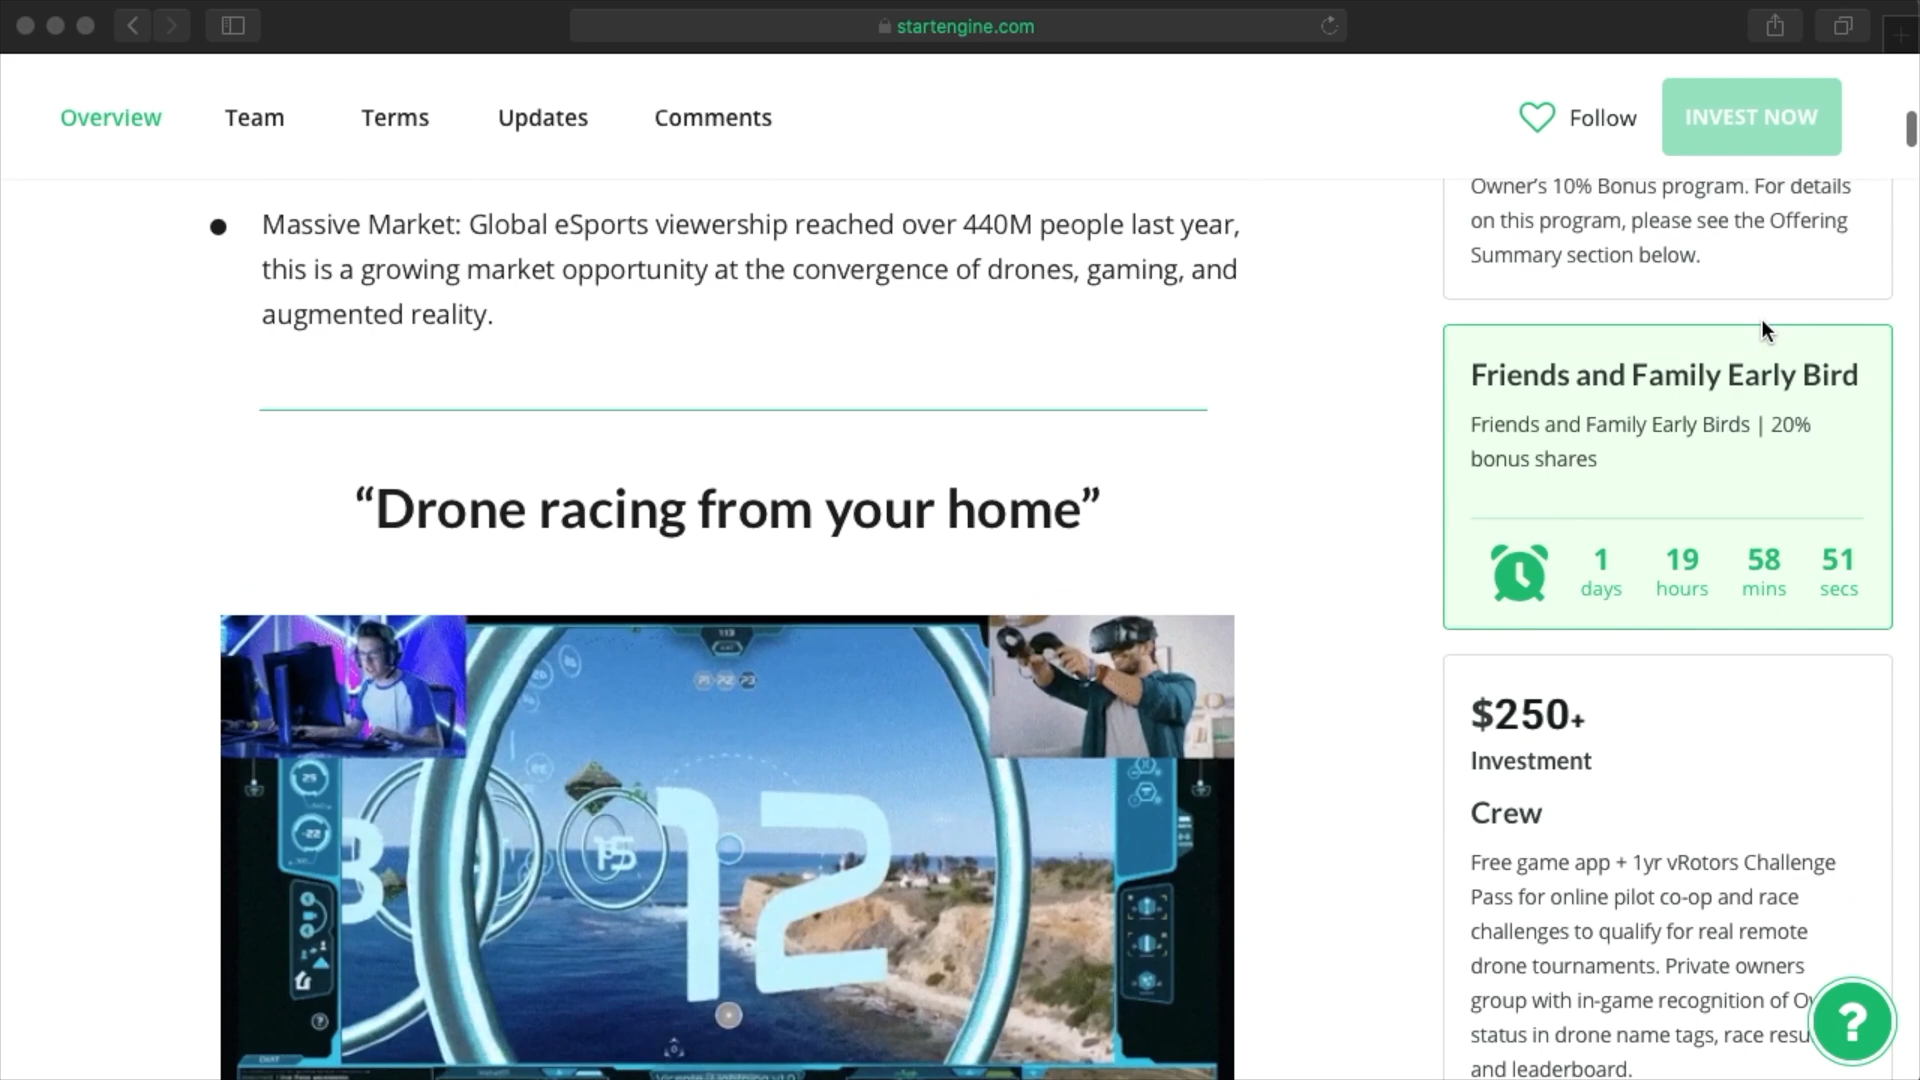 startengine.com
Overview
Team
Terms
Updates
Comments
Follow
INVEST NOW
Massive Market: Global eSports viewership reached over 440M people last year,
this is a growing market opportunity at the convergence of drones, gaming, and
augmented reality.
“Drone racing from your home”
113
25
-22
15
12
CHAT
Owner’s 10% Bonus program. For details
on this program, please see the Offering
Summary section below.
Friends and Family Early Bird
Friends and Family Early Birds | 20%
bonus shares
1 19 58 51
days hours mins secs
$250+
Investment
Crew
Free game app + 1yr vRotors Challenge
Pass for online pilot co-op and race
challenges to qualify for real remote
drone tournaments. Private owners
group with in-game recognition of
status in drone name tags, race
and leaderboard.
?